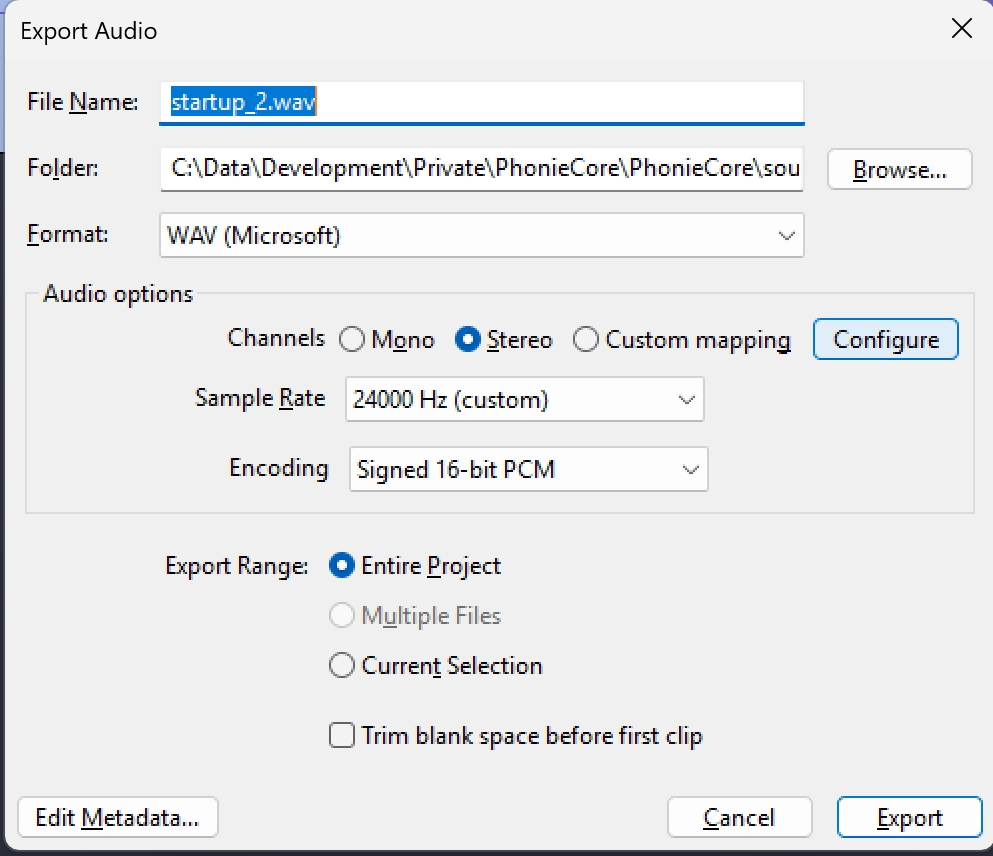 Export Audio
File Name: startup_2.wav
Folder: C:\Data\Development\Private\PhonieCore\PhonieCore\sou Browse...
Format: WAV (Microsoft)
Audio options
Channels Mono Stereo Custom mapping Configure
Sample Rate 24000 Hz (custom)
Encoding Signed 16-bit PCM
Export Range: Entire Project
Multiple Files
Current Selection
Trim blank space before first clip
Edit Metadata... Cancel Export